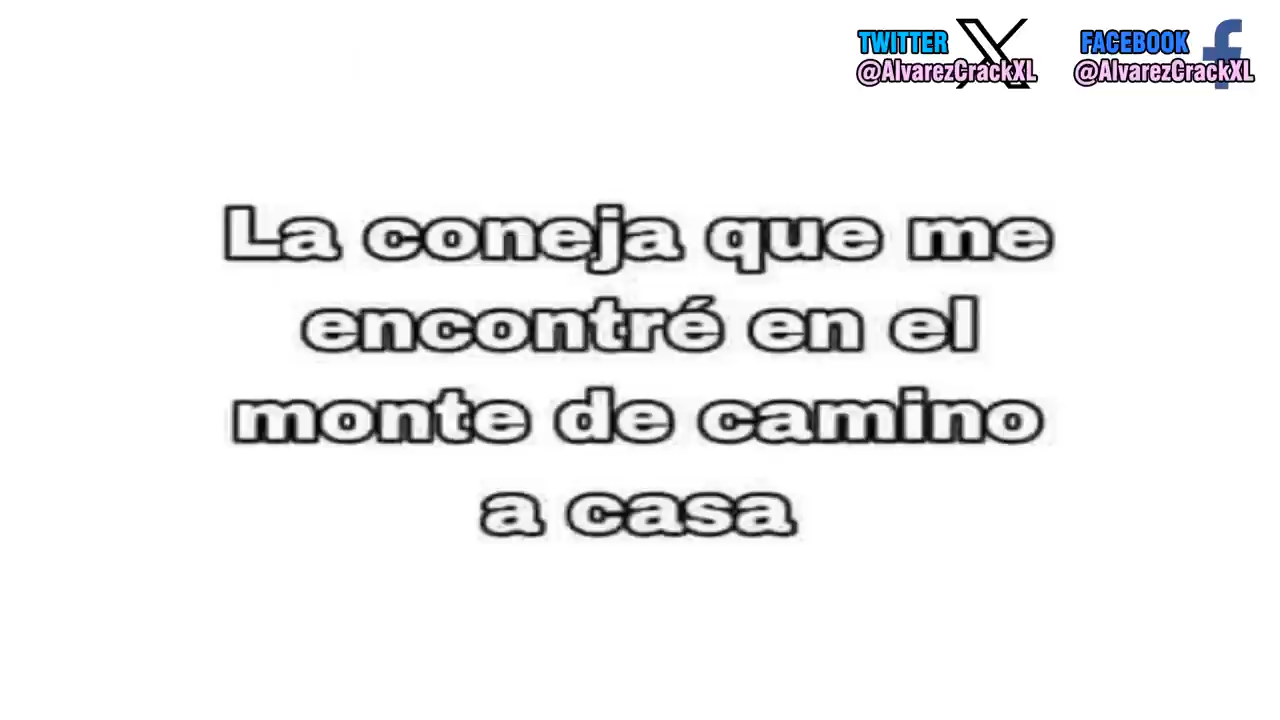 TWITTER
@AlvarezCrackXL
FACEBOOK
@AlvarezCrackXL
La coneja que me
encontré en el
monte de camino
a casa